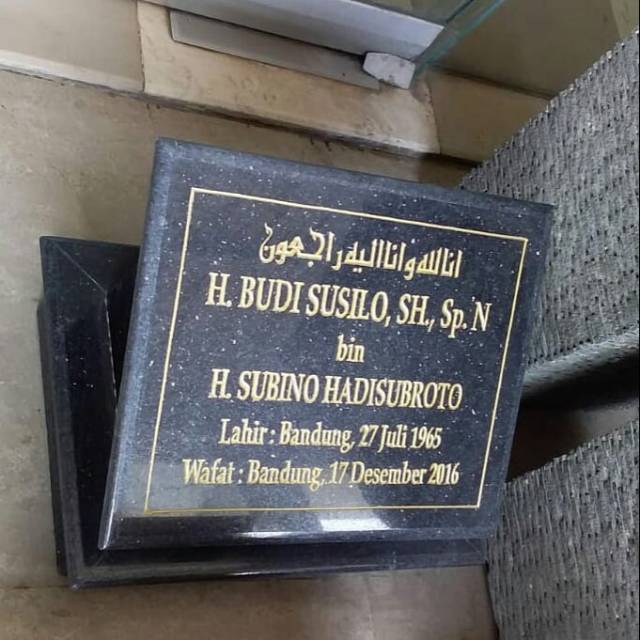 انا لله وانا اليه راجعون
H. BUDI SUSILO, SH., Sp. N
bin
H. SUBINO HADISUBROTO
Lahir : Bandung, 27 Juli 1965
Wafat : Bandung, 17 Desember 2016